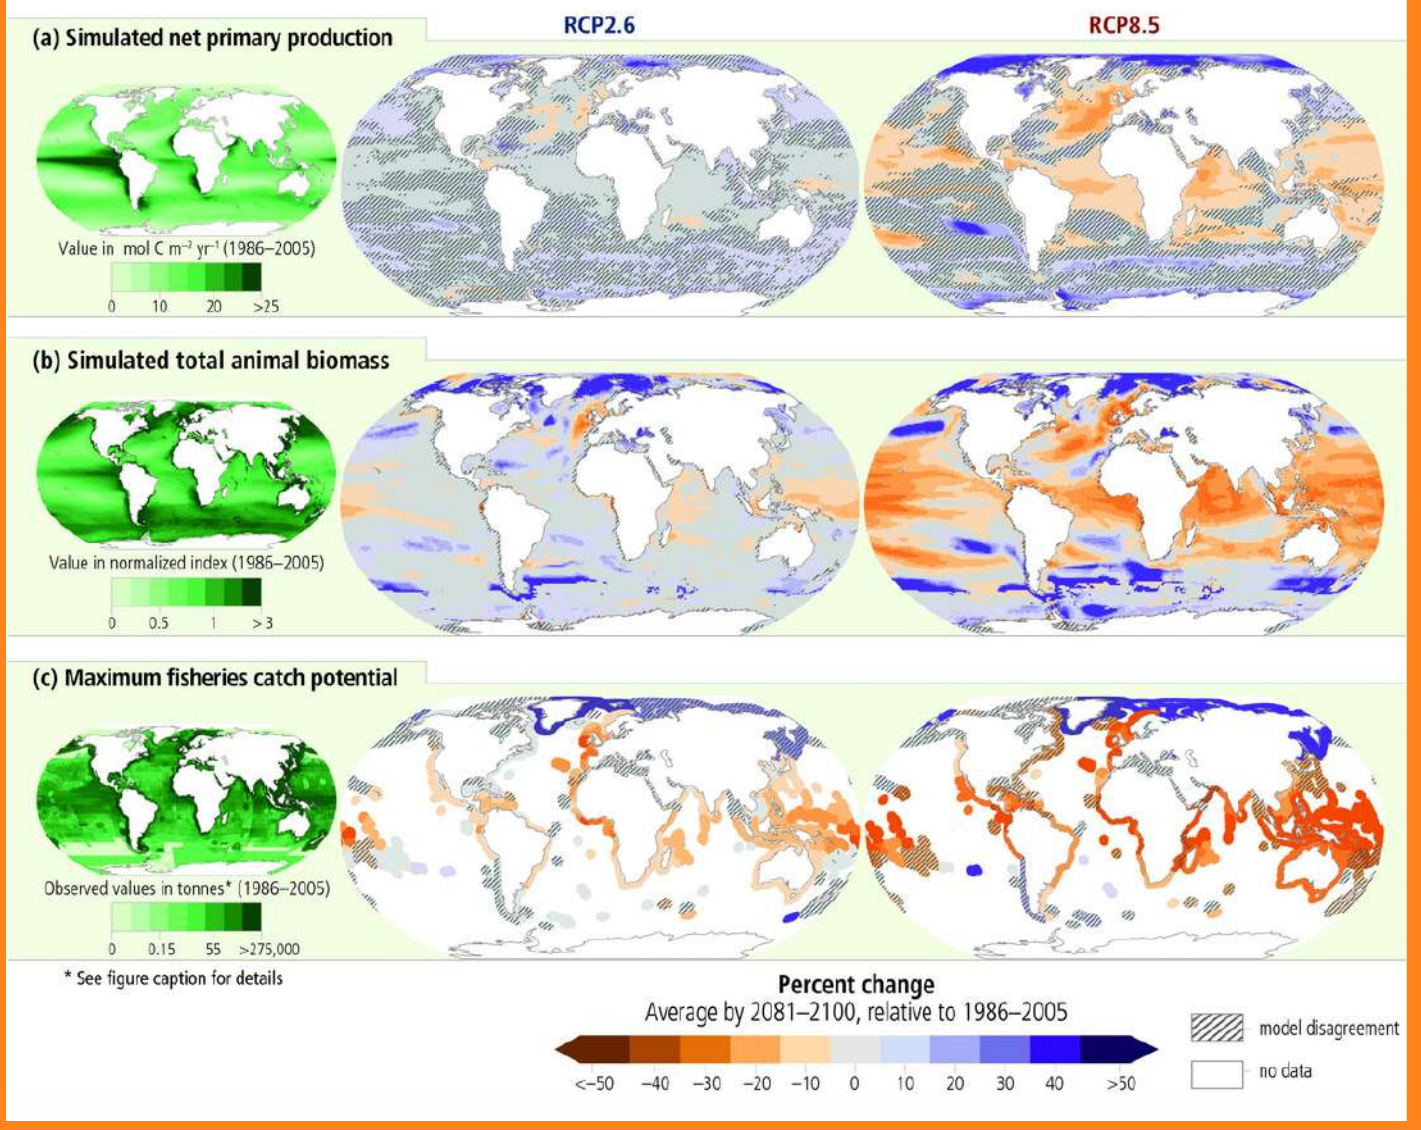 RCP2.6
RCP8.5
(a) Simulated net primary production
Value in mol C m⁻² yr⁻¹ (1986–2005)
0 10 20 >25
(b) Simulated total animal biomass
Value in normalized index (1986–2005)
0 0.5 1 >3
(c) Maximum fisheries catch potential
Observed values in tonnes* (1986–2005)
0 0.15 55 >275,000
* See figure caption for details
Percent change
Average by 2081–2100, relative to 1986–2005
<–50 –40 –30 –20 –10 0 10 20 30 40 >50
model disagreement
no data